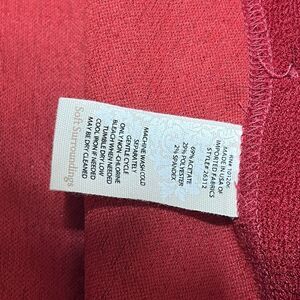 RN# 101206
MADE IN USA OF
IMPORTED FABRICS
STYLE# 26312
69% ACETATE
29% POLYESTER
2% SPANDEX
MACHINE WASH COLD
SEPARATELY
GENTLE CYCLE
ONLY NON-CHLORINE
BLEACH WHEN NEEDED
TUMBLE DRY LOW
COOL IRON IF NEEDED
MAY BE DRY CLEANED
Soft Surroundings